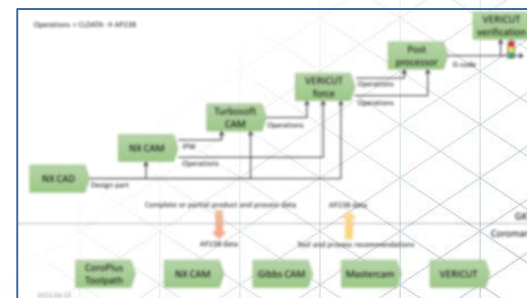 Operations = CLDATA → AP238
VERICUT
verification
Post
processor
G-code
VERICUT
force
Operations
Operations
Turbosoft
CAM
Operations
NX CAM
IPW
Operations
NX CAD
Design part
Complete or partial product and process data
AP238 data
GK
Coroman
AP238 data
Tool and process recommendations
CoroPlus
Toolpath
NX CAM
Gibbs CAM
Mastercam
VERICUT